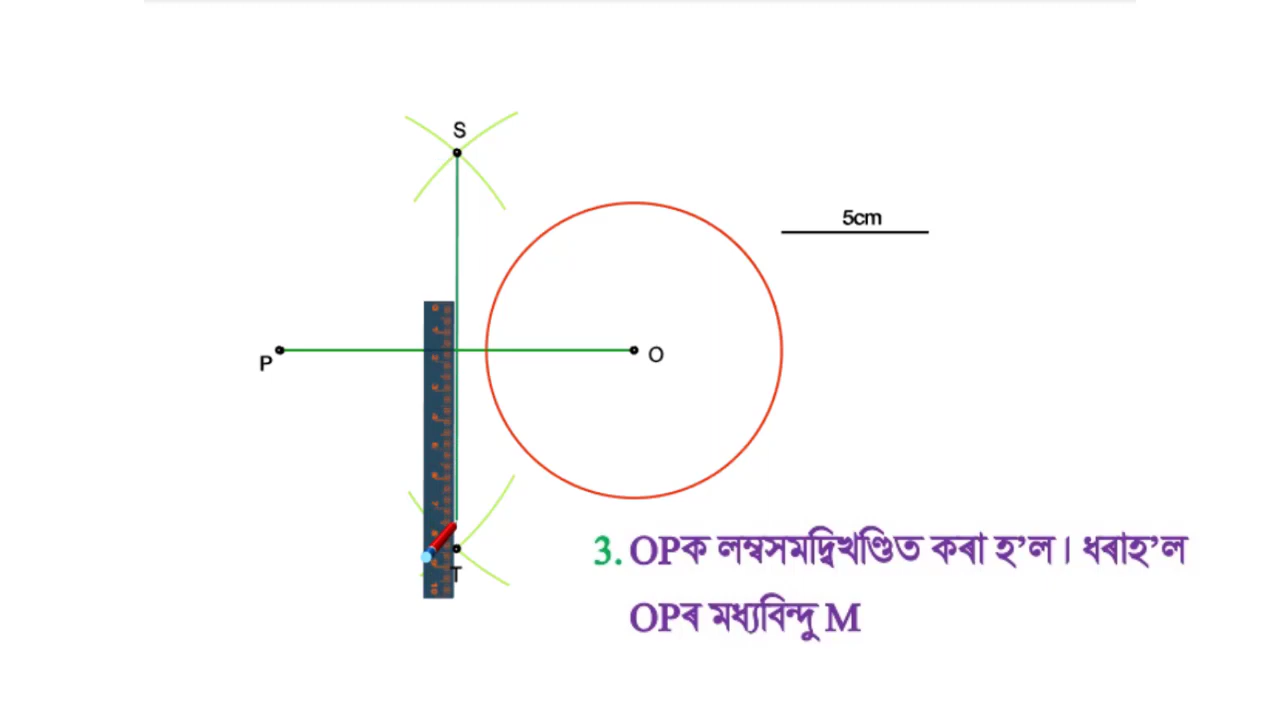 S
5cm
P
O
T
3. OPক লম্বসমদ্বিখণ্ডিত কৰা হ’ল। ধৰাহ’ল
OPৰ মধ্যবিন্দু M